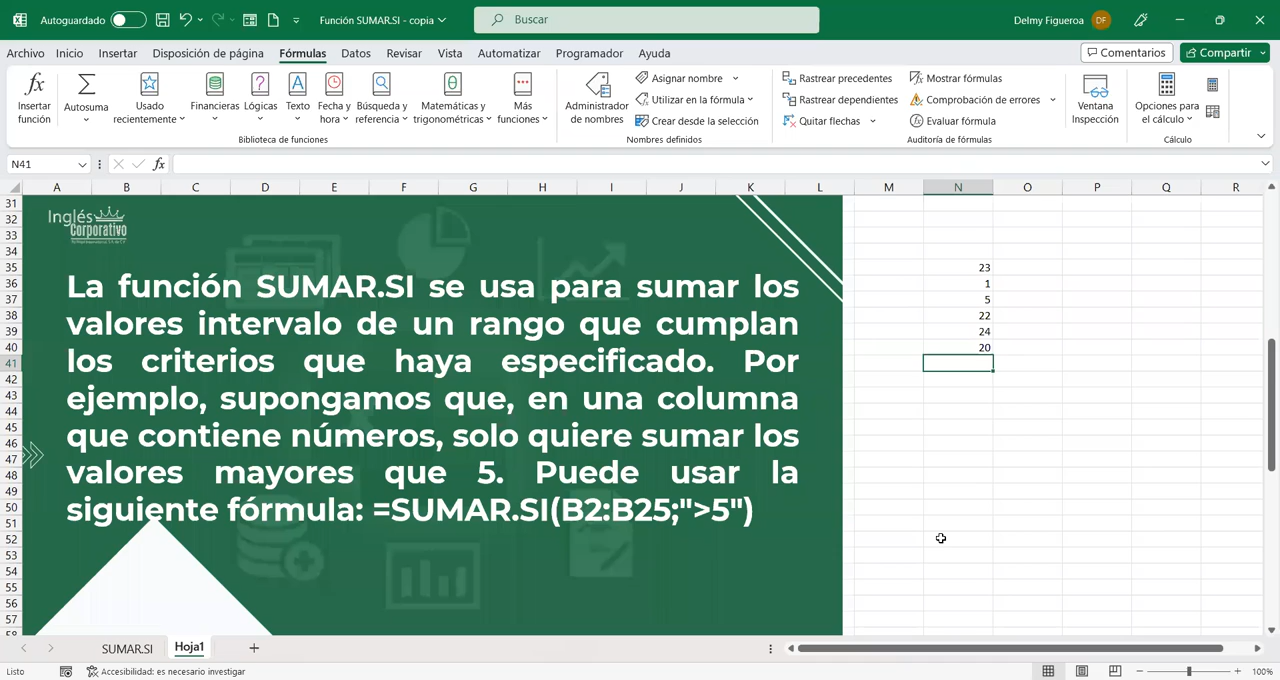 Autoguardado
Función SUMAR.SI - copia
Buscar
Delmy Figueroa DF
Archivo Inicio Insertar Disposición de página Fórmulas Datos Revisar Vista Automatizar Programador Ayuda
Comentarios Compartir
Insertar función
Autosuma
Usado recientemente
Financieras
Lógicas
Texto
Fecha y hora
Búsqueda y referencia
Matemáticas y trigonométricas
Más funciones
Biblioteca de funciones
Administrador de nombres
Asignar nombre
Utilizar en la fórmula
Crear desde la selección
Nombres definidos
Rastrear precedentes
Rastrear dependientes
Quitar flechas
Mostrar fórmulas
Comprobación de errores
Evaluar fórmula
Auditoría de fórmulas
Ventana Inspección
Opciones para el cálculo
Cálculo
N41
fx
A B C D E F G H I J K L M N O P Q R
31
32
33
34
35
36
37
38
39
40
41
42
43
44
45
46
47
48
49
50
51
52
53
54
55
56
57
58
Inglés
Corporativo
La función SUMAR.SI se usa para sumar los
valores intervalo de un rango que cumplan
los criterios que haya especificado. Por
ejemplo, supongamos que, en una columna
que contiene números, solo quiere sumar los
valores mayores que 5. Puede usar la
siguiente fórmula: =SUMAR.SI(B2:B25;">5")
23
1
5
22
24
20
SUMAR.SI Hoja1
Listo
Accesibilidad: es necesario investigar
100%